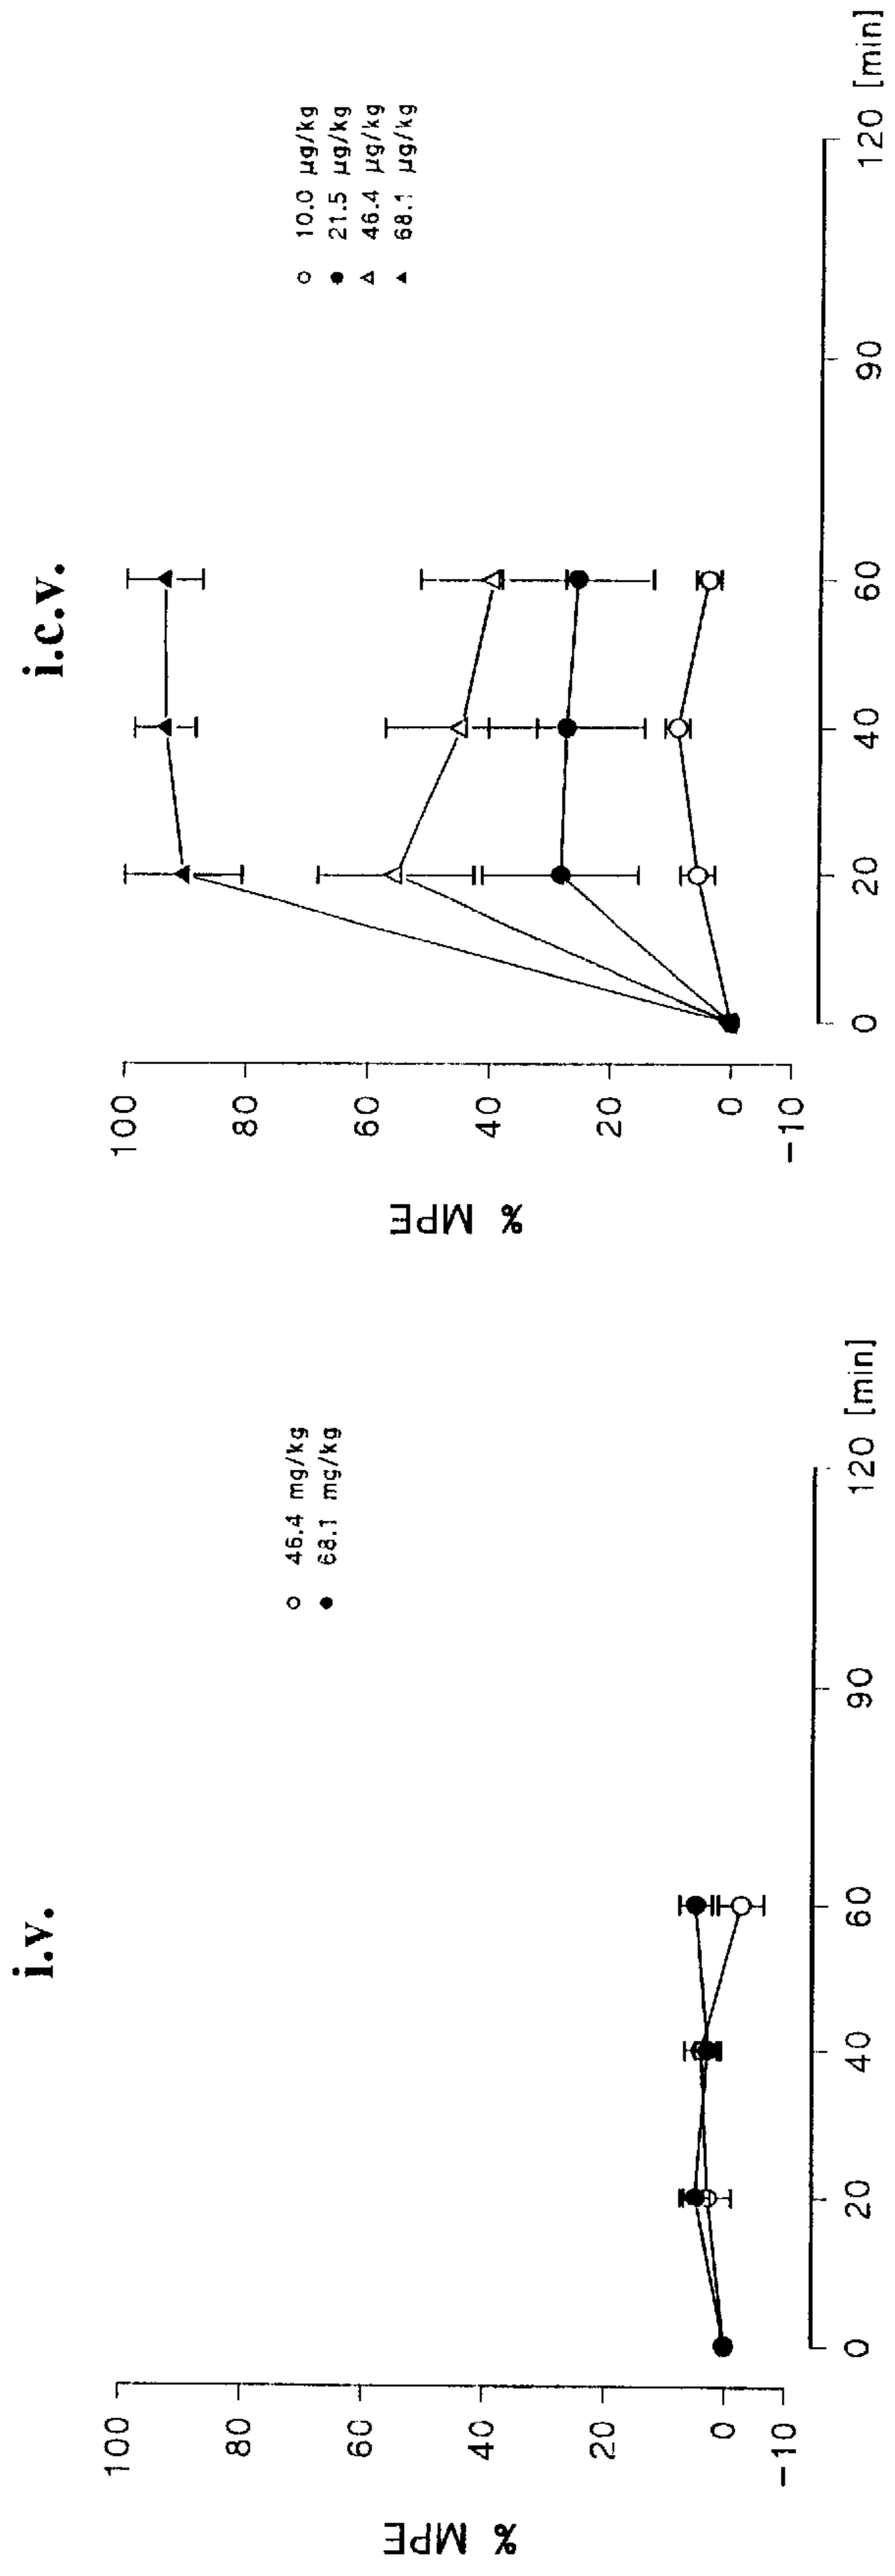 i.v.
% MPE
100
80
60
40
20
0
-10
46.4 mg/kg
68.1 mg/kg
0 20 40 60 90 120 [min]
i.c.v.
% MPE
100
80
60
40
20
0
-10
10.0 µg/kg
21.5 µg/kg
46.4 µg/kg
68.1 µg/kg
0 20 40 60 90 120 [min]